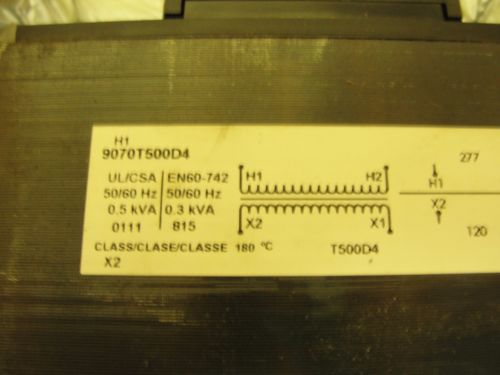 H1
9070T500D4
UL/CSA EN60-742
50/60 Hz 50/60 Hz
0.5 kVA 0.3 kVA
0111 815
CLASS/CLASE/CLASSE 180 °C
X2
H1 H2
X2 X1
T500D4
277
H1
X2
120